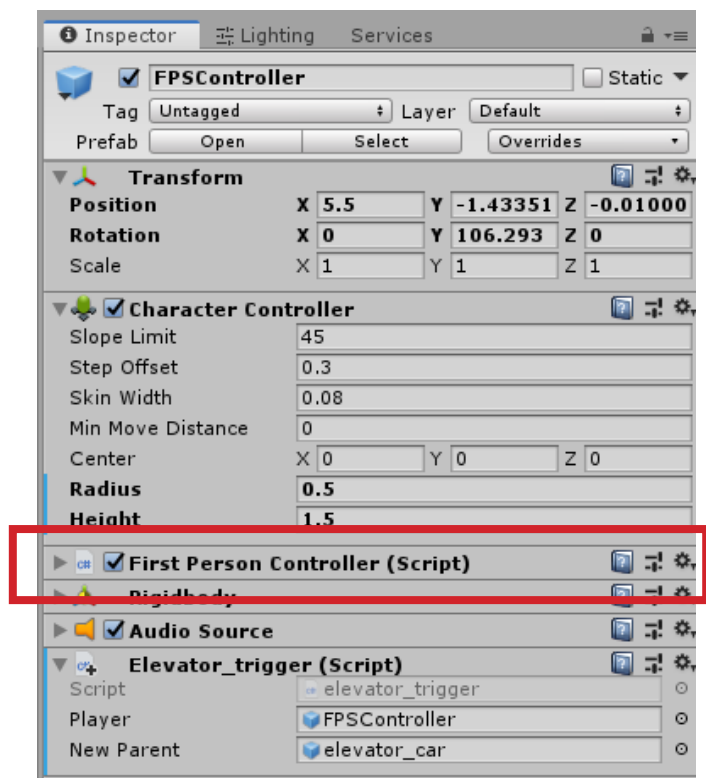 Inspector Lighting Services
FPSController Static
Tag Untagged Layer Default
Prefab Open Select Overrides
Transform
Position X 5.5 Y -1.43351 Z -0.01000
Rotation X 0 Y 106.293 Z 0
Scale X 1 Y 1 Z 1
Character Controller
Slope Limit 45
Step Offset 0.3
Skin Width 0.08
Min Move Distance 0
Center X 0 Y 0 Z 0
Radius 0.5
Height 1.5
C# First Person Controller (Script)
Rigidbody
Audio Source
Elevator_trigger (Script)
Script elevator_trigger
Player FPSController
New Parent elevator_car